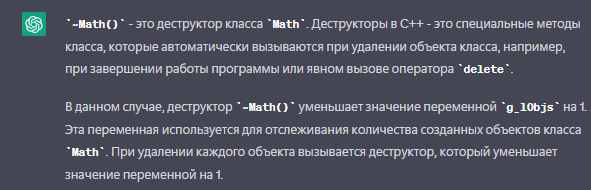 `~Math()` - это деструктор класса `Math`. Деструкторы в C++ - это специальные методы
класса, которые автоматически вызываются при удалении объекта класса, например,
при завершении работы программы или явном вызове оператора `delete`.
В данном случае, деструктор `~Math()` уменьшает значение переменной `g_lObjs` на 1.
Эта переменная используется для отслеживания количества созданных объектов класса
`Math`. При удалении каждого объекта вызывается деструктор, который уменьшает
значение переменной на 1.